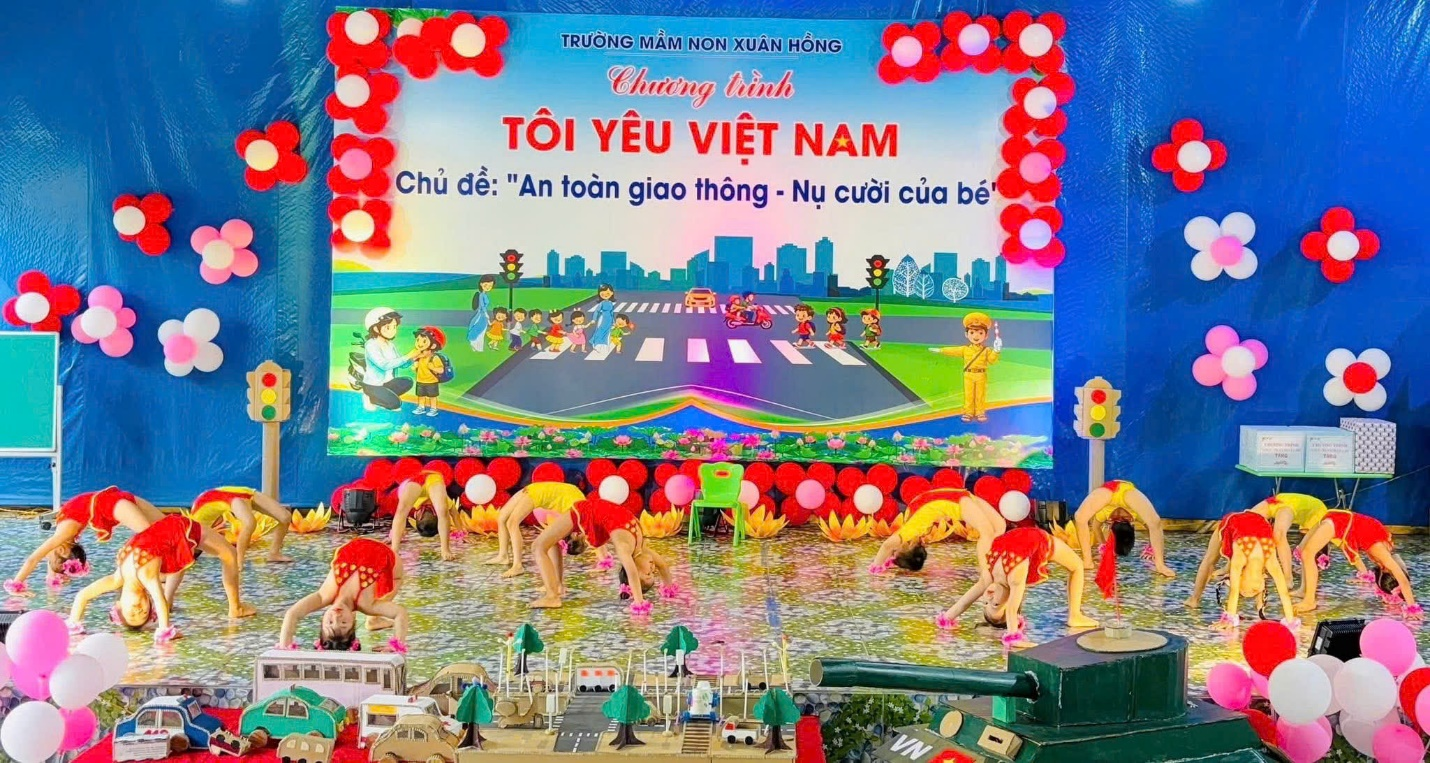 TRƯỜNG MẦM NON XUÂN HỒNG
Chương trình
TÔI YÊU VIỆT NAM
Chủ đề: "An toàn giao thông - Nụ cười của bé"
VN